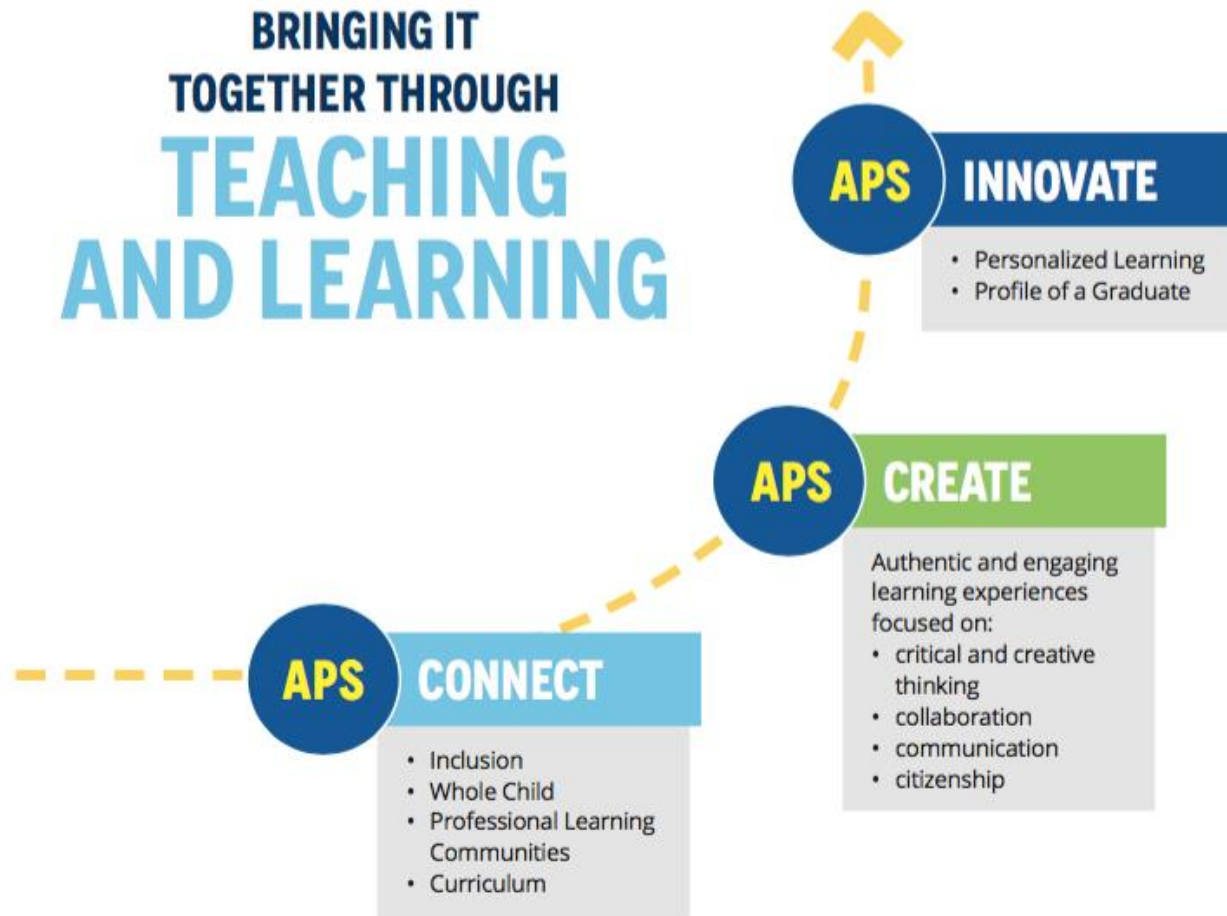 BRINGING IT
TOGETHER THROUGH
TEACHING
AND LEARNING
APS INNOVATE
• Personalized Learning
• Profile of a Graduate
APS CREATE
Authentic and engaging
learning experiences
focused on:
• critical and creative
thinking
• collaboration
• communication
• citizenship
APS CONNECT
• Inclusion
• Whole Child
• Professional Learning
Communities
• Curriculum